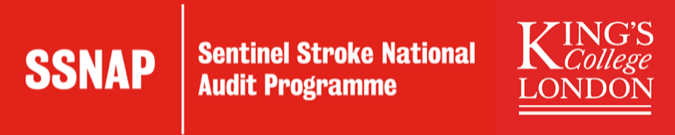 SSNAP
Sentinel Stroke National
Audit Programme
KING'S
College
LONDON